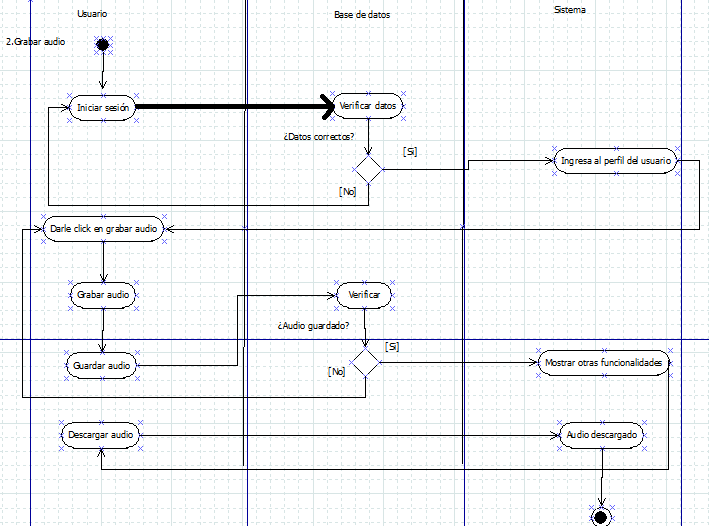 Usuario
Base de datos
Sistema
2.Grabar audio
Iniciar sesión
Verificar datos
¿Datos correctos?
[Si]
Ingresa al perfil del usuario
[No]
Darle click en grabar audio
Grabar audio
Verificar
¿Audio guardado?
[Si]
Guardar audio
[No]
Mostrar otras funcionalidades
Descargar audio
Audio descargado